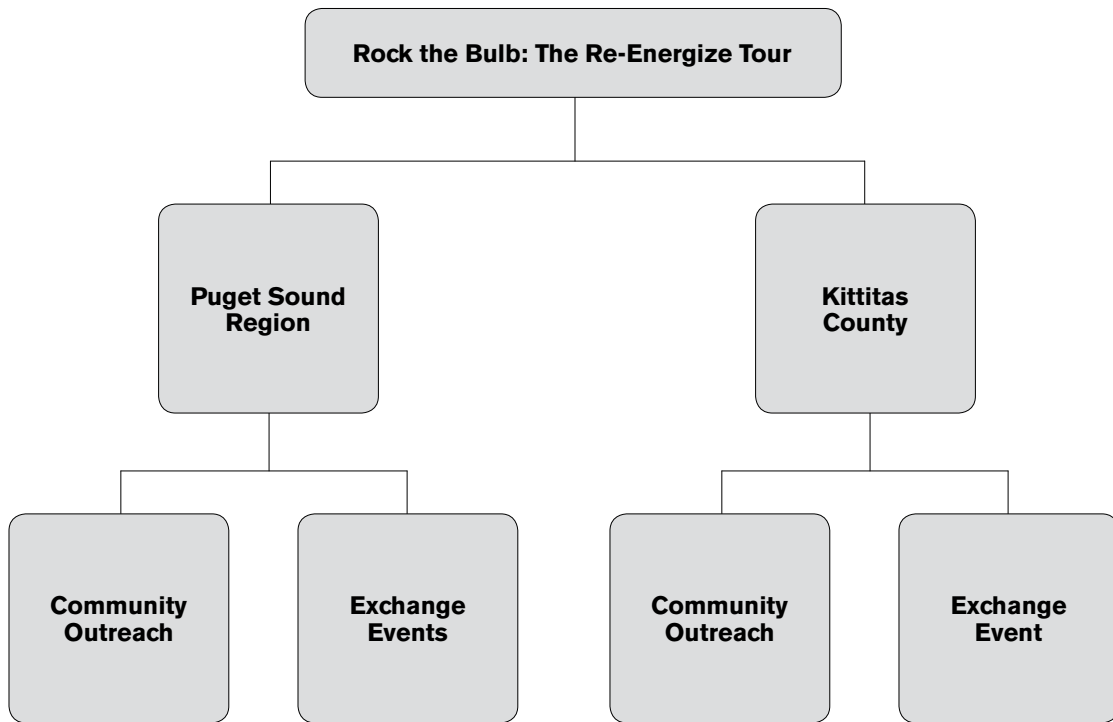 Rock the Bulb: The Re-Energize Tour
Puget Sound
Region
Kittitas
County
Community
Outreach
Exchange
Events
Community
Outreach
Exchange
Event